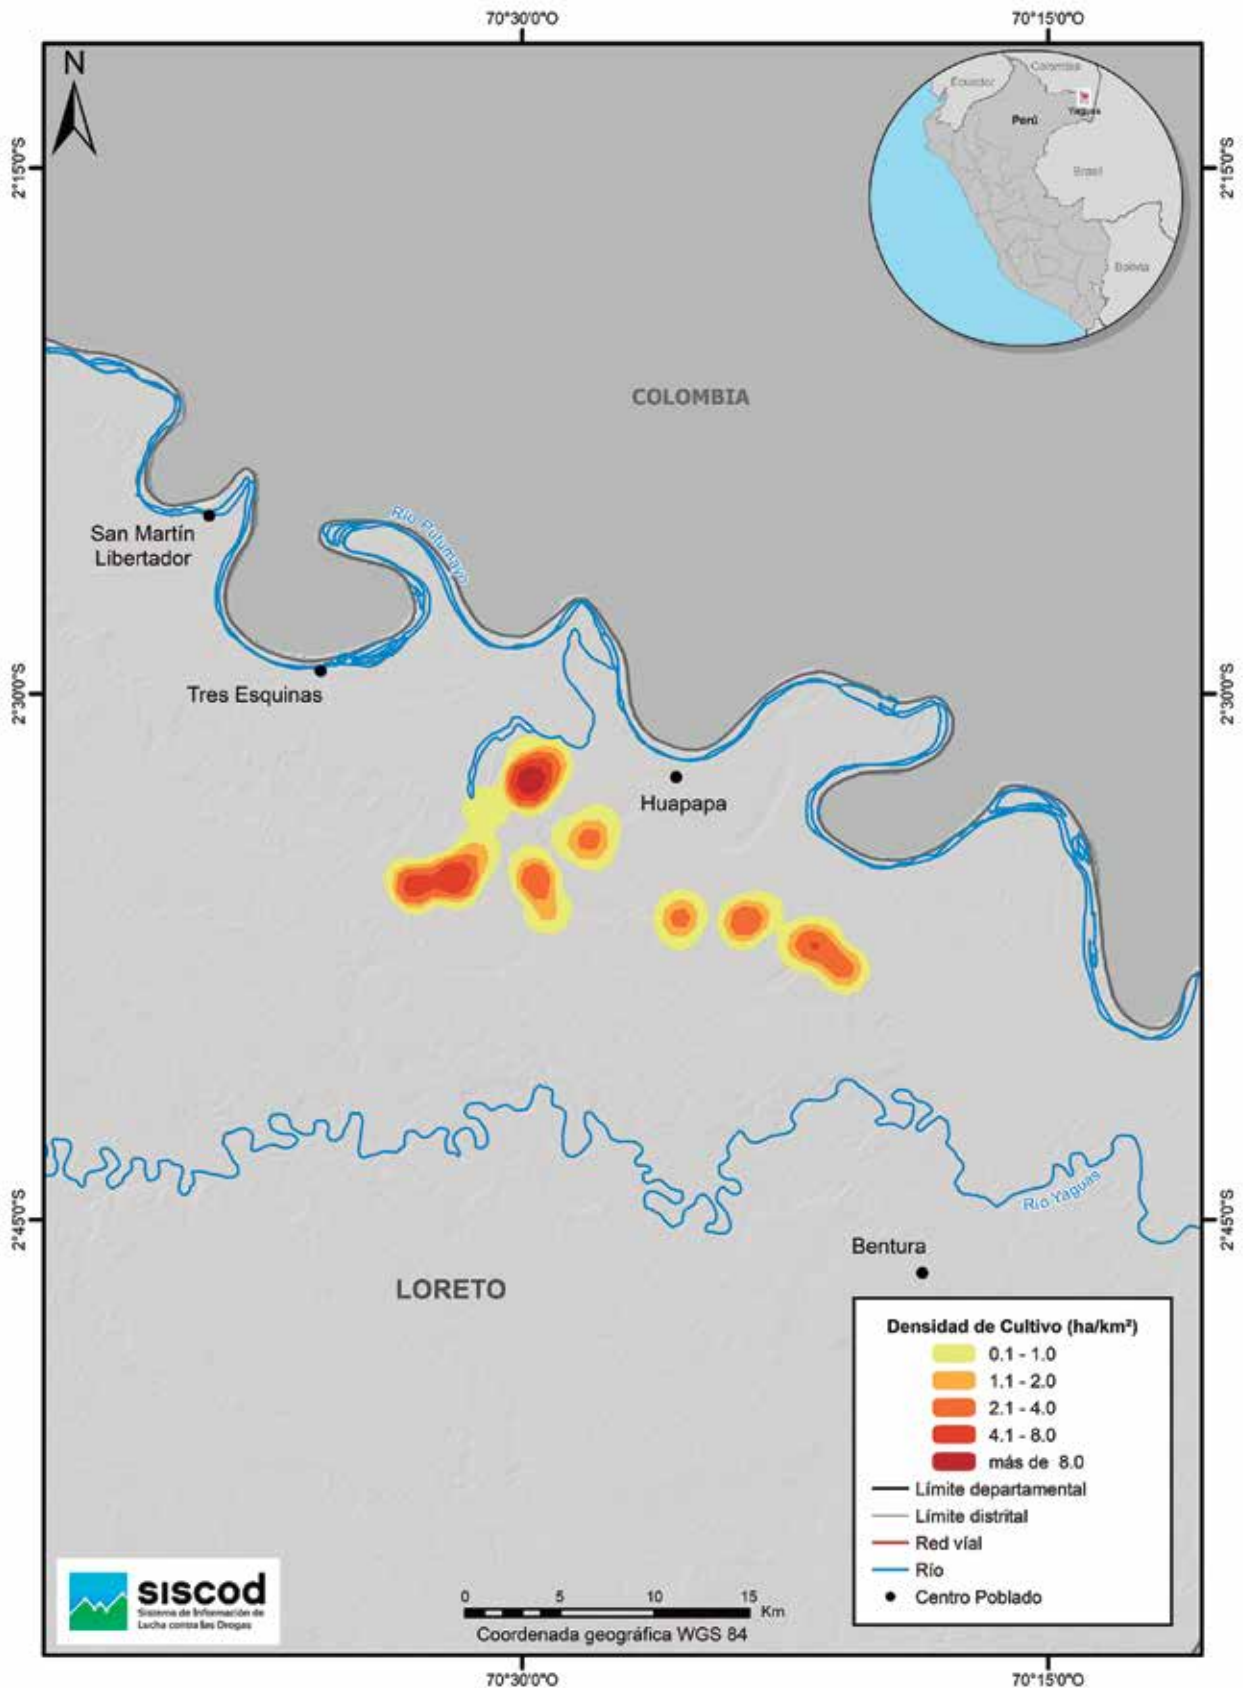 70°30'0"O
70°15'0"O
N
Ecuador
Colombia
Yaguas
Perú
Brasil
Bolivia
2°15'0"S
2°15'0"S
COLOMBIA
Río Putumayo
San Martín
Libertador
Tres Esquinas
2°30'0"S
2°30'0"S
Huapapa
Río Yaguas
2°45'0"S
2°45'0"S
Bentura
LORETO
Densidad de Cultivo (ha/km²)
0.1 - 1.0
1.1 - 2.0
2.1 - 4.0
4.1 - 8.0
más de 8.0
Límite departamental
Límite distrital
Red víal
Río
Centro Poblado
siscod
Sistema de Información de
Lucha contra las Drogas
0 5 10 15 Km
Coordenada geográfica WGS 84
70°30'0"O
70°15'0"O